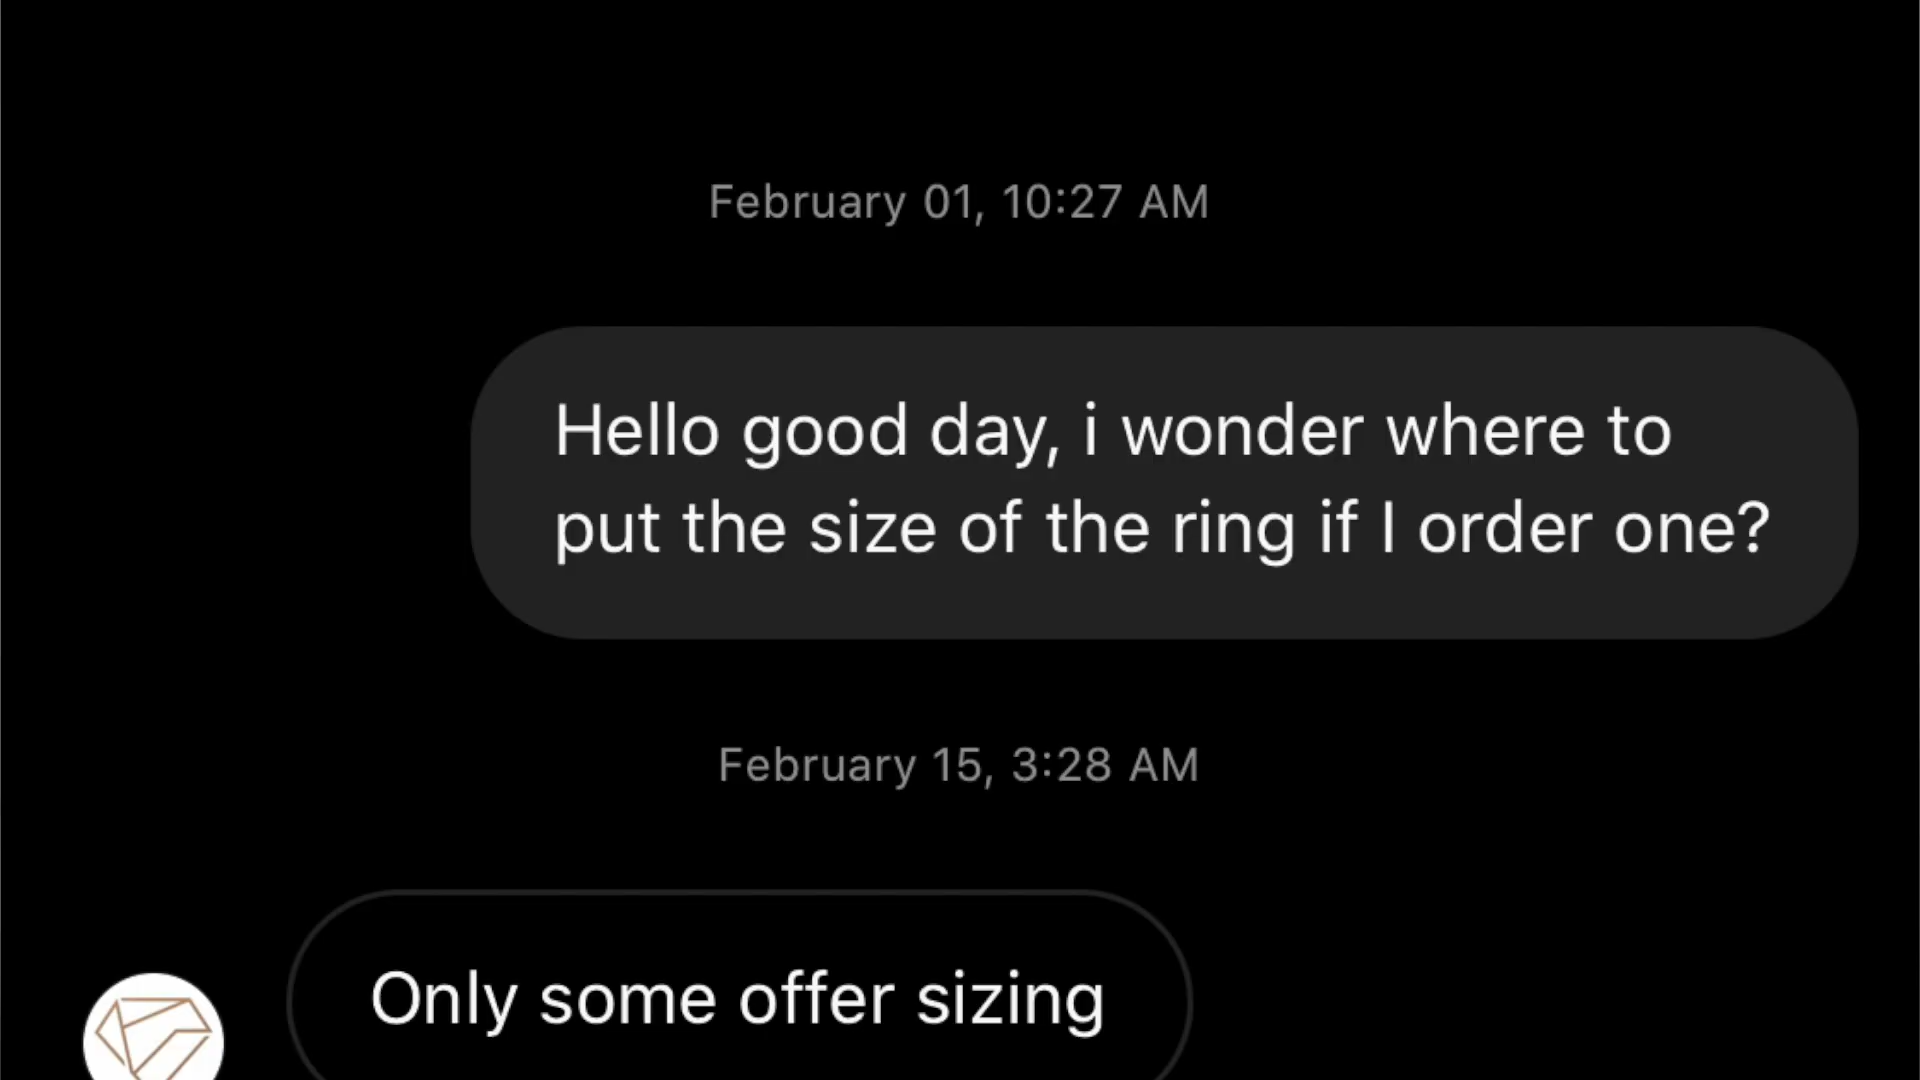 February 01, 10:27 AM
Hello good day, i wonder where to
put the size of the ring if I order one?
February 15, 3:28 AM
Only some offer sizing